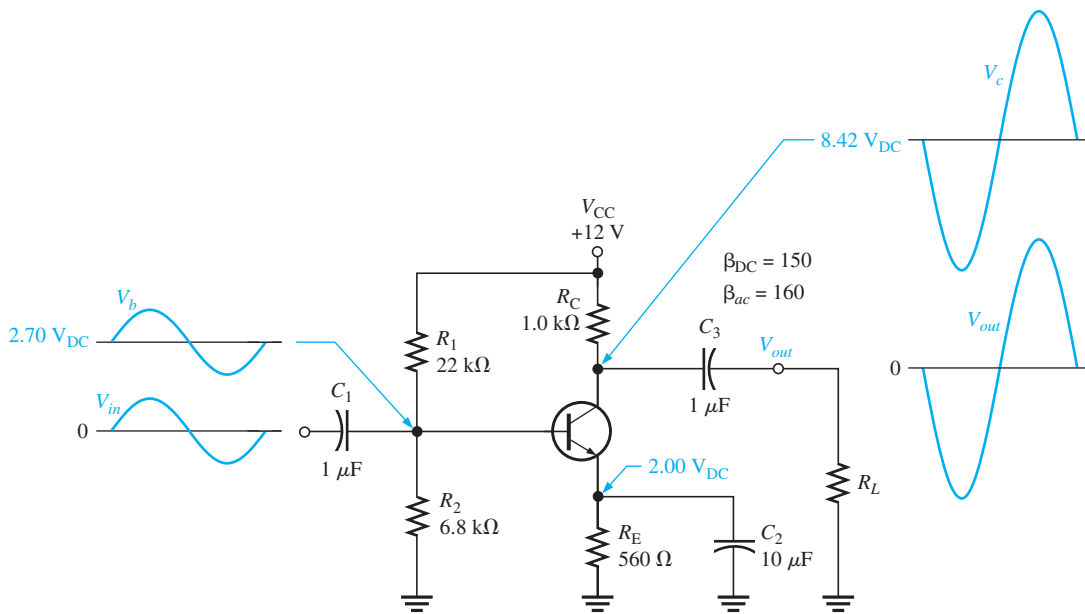 V_c
8.42 V_DC
V_CC
+12 V
β_DC = 150
β_ac = 160
V_b
2.70 V_DC
R_C
1.0 kΩ
R_1
22 kΩ
C_3
1 μF
V_out
V_out
0
V_in
0
C_1
1 μF
2.00 V_DC
R_L
R_2
6.8 kΩ
R_E
560 Ω
C_2
10 μF